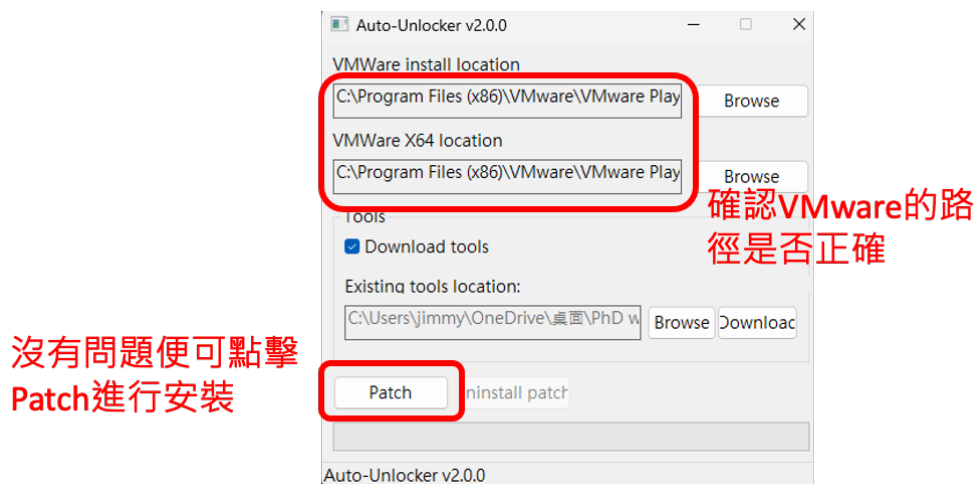 Auto-Unlocker v2.0.0
VMWare install location
C:\Program Files (x86)\VMware\VMware Play
Browse
VMWare X64 location
C:\Program Files (x86)\VMware\VMware Play
Browse
確認VMware的路
徑是否正確
Tools
Download tools
Existing tools location:
C:\Users\jimmy\OneDrive\桌面\PhD w
Browse
Downloac
沒有問題便可點擊
Patch進行安裝
Patch
ninstall patch
Auto-Unlocker v2.0.0